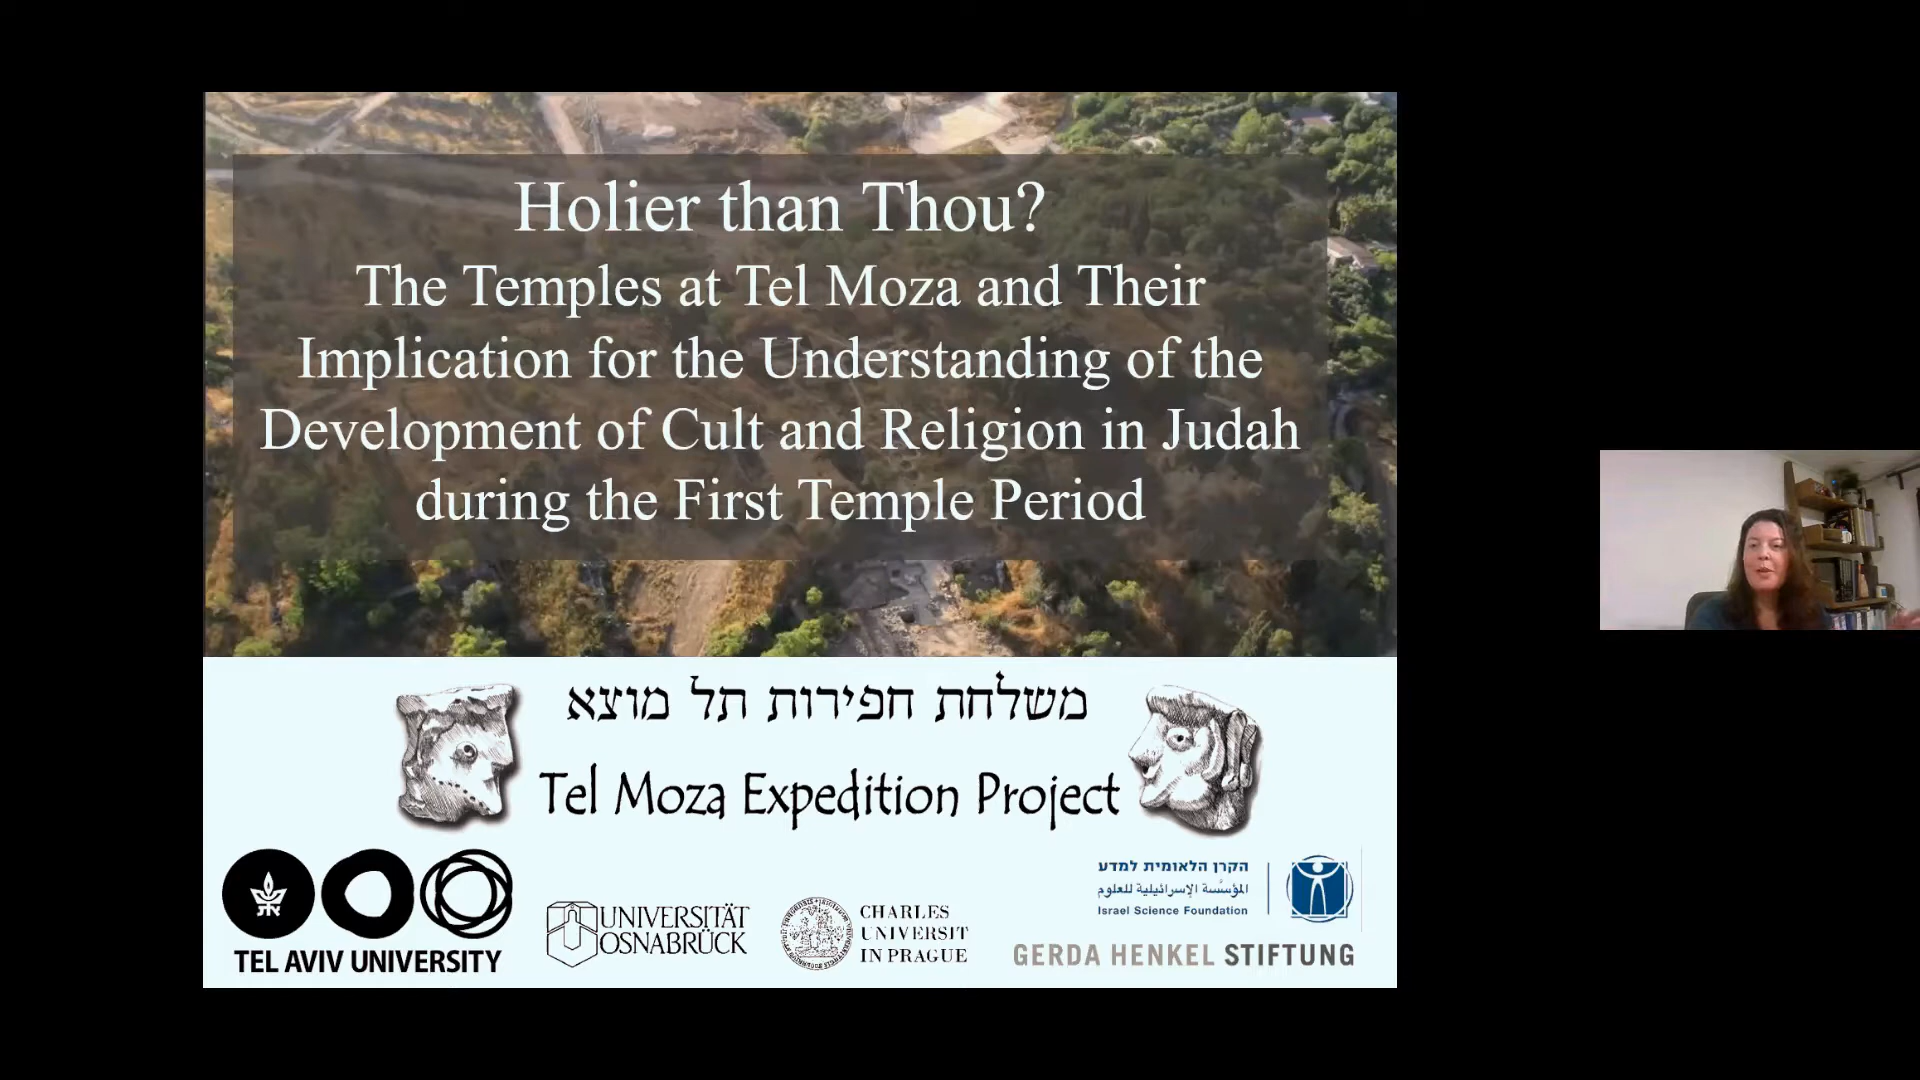 Holier than Thou?
The Temples at Tel Moza and Their
Implication for the Understanding of the
Development of Cult and Religion in Judah
during the First Temple Period
משלחת חפירות תל מוצא
Tel Moza Expedition Project
TEL AVIV UNIVERSITY
UNIVERSITÄT
OSNABRÜCK
CHARLES
UNIVERSIT
IN PRAGUE
הקרן הלאומית למדע
المؤسسة الإسرائيلية للعلوم
Israel Science Foundation
GERDA HENKEL STIFTUNG